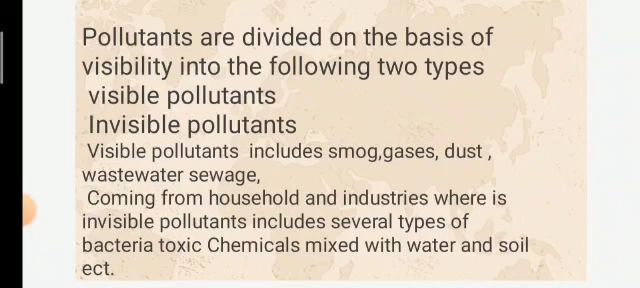 Pollutants are divided on the basis of
visibility into the following two types
visible pollutants
Invisible pollutants
Visible pollutants includes smog,gases, dust ,
wastewater sewage,
Coming from household and industries where is
invisible pollutants includes several types of
bacteria toxic Chemicals mixed with water and soil
ect.